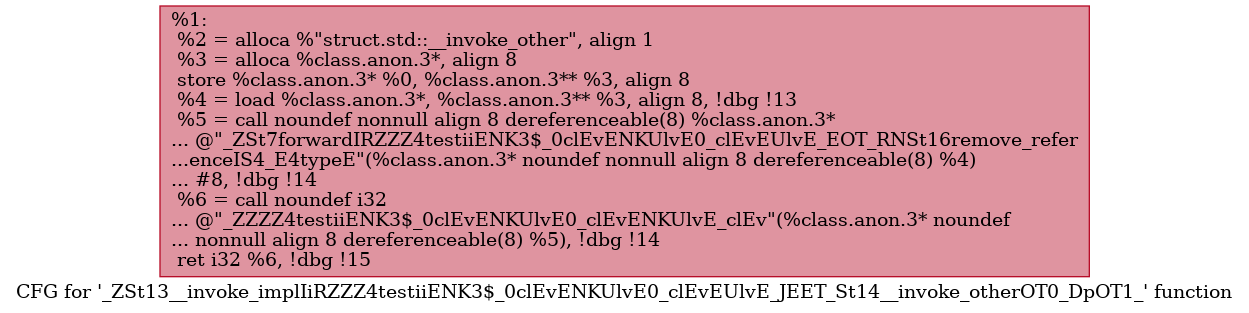 %1:
%2 = alloca %"struct.std::__invoke_other", align 1
%3 = alloca %class.anon.3*, align 8
store %class.anon.3* %0, %class.anon.3** %3, align 8
%4 = load %class.anon.3*, %class.anon.3** %3, align 8, !dbg !13
%5 = call noundef nonnull align 8 dereferenceable(8) %class.anon.3*
... @"_ZSt7forwardIRZZZ4testiiENK3$_0clEvENKUlvE0_clEvEUlvE_EOT_RNSt16remove_refer
...enceIS4_E4typeE"(%class.anon.3* noundef nonnull align 8 dereferenceable(8) %4)
... #8, !dbg !14
%6 = call noundef i32
... @"_ZZZZ4testiiENK3$_0clEvENKUlvE0_clEvENKUlvE_clEv"(%class.anon.3* noundef
... nonnull align 8 dereferenceable(8) %5), !dbg !14
ret i32 %6, !dbg !15
CFG for '_ZSt13__invoke_implIiRZZZ4testiiENK3$_0clEvENKUlvE0_clEvEUlvE_JEET_St14__invoke_otherOT0_DpOT1_' function